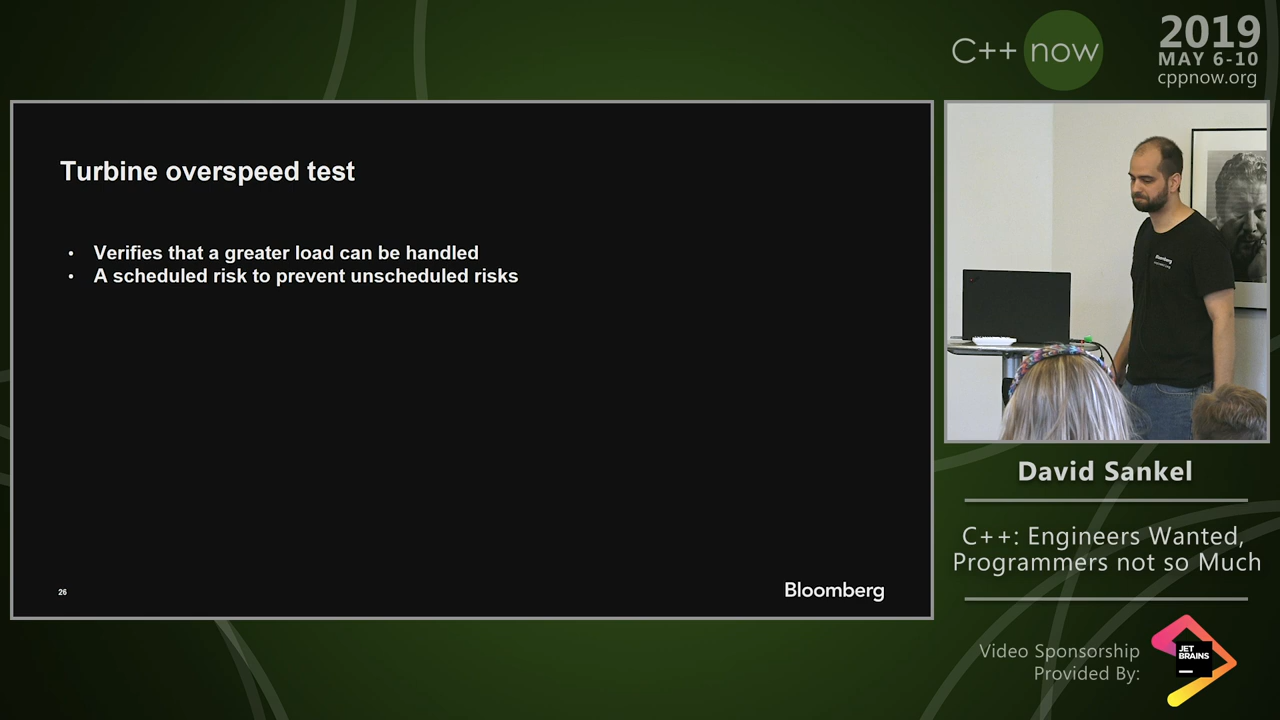 C++ now
2019
MAY 6-10
cppnow.org
Turbine overspeed test
• Verifies that a greater load can be handled
• A scheduled risk to prevent unscheduled risks
26
Bloomberg
Bloomberg
David Sankel
C++: Engineers Wanted,
Programmers not so Much
Video Sponsorship
Provided By:
JET
BRAINS